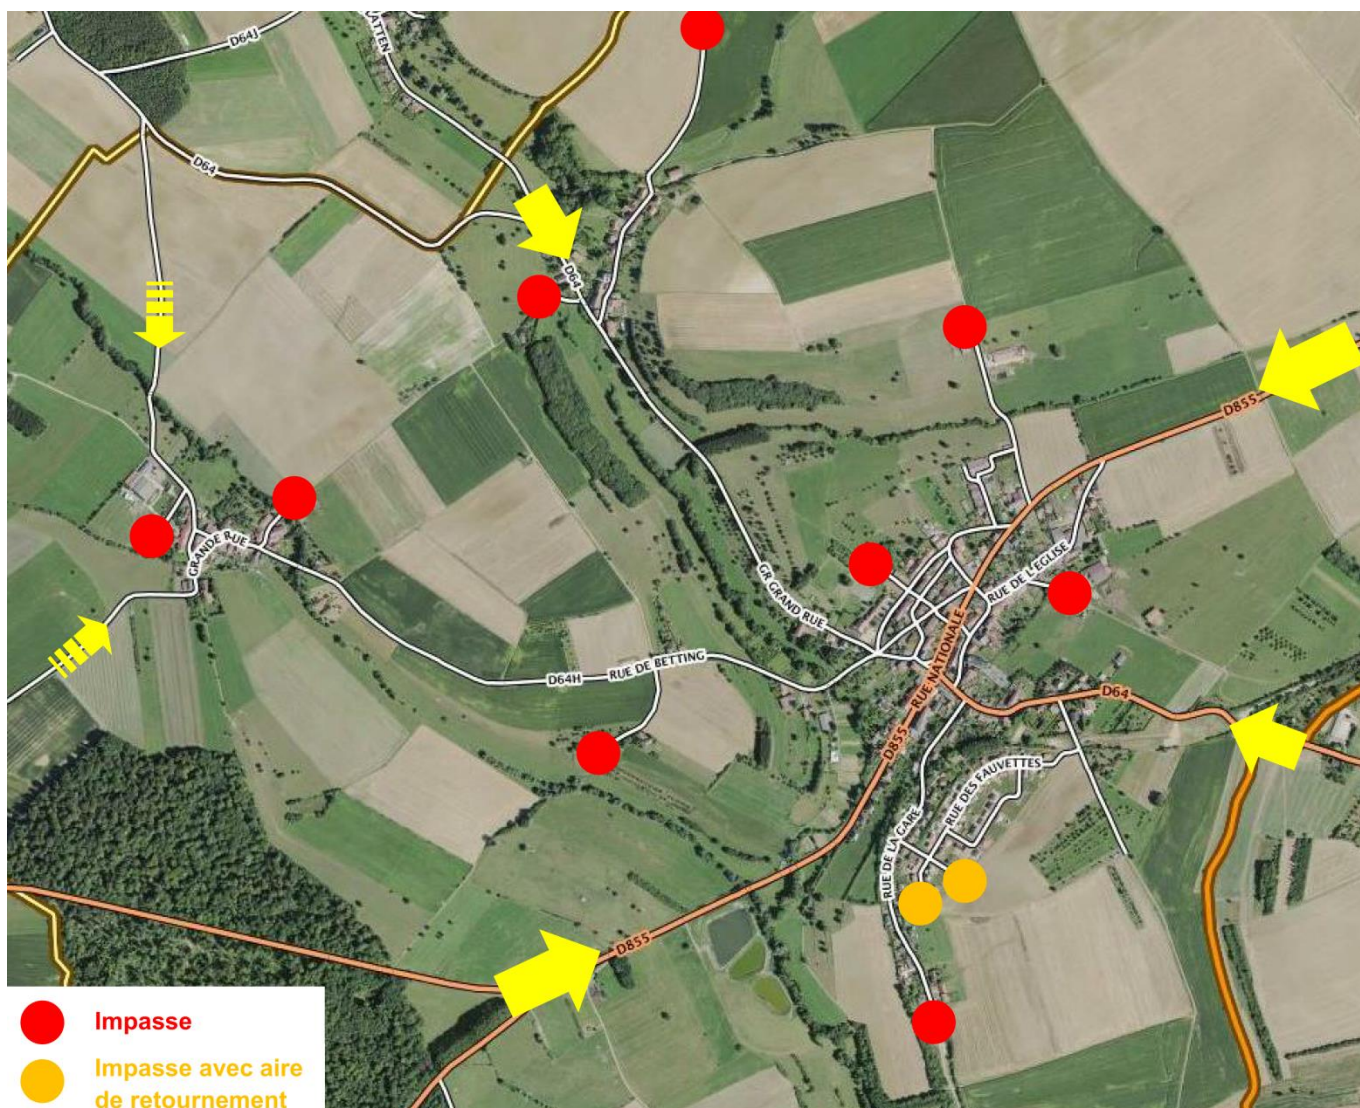 D64J
ATTEN
D64
D64
D855
GRANDE RUE
GR GRAND RUE
RUE DE L'EGLISE
D64H
RUE DE BETTING
D855
RUE NATIONALE
D64
RUE DES FAUVETTES
RUE DE LA GARE
D855
Impasse
Impasse avec aire
de retournement